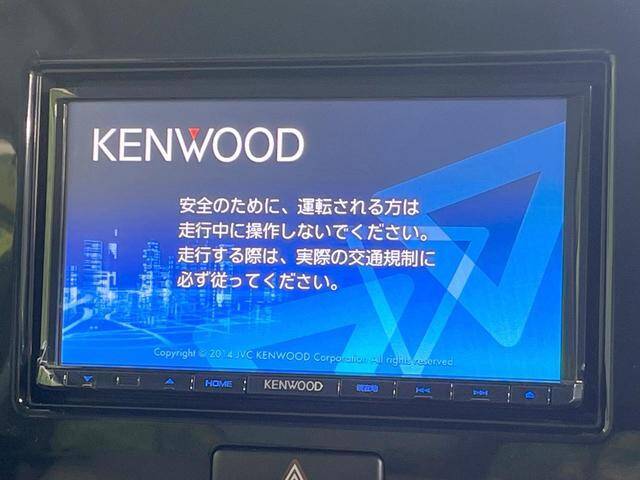 KENWOOD
安全のために、運転される方は
走行中に操作しないでください。
走行する際は、実際の交通規制に
必ず従ってください。
Copyright © 2014 JVC KENWOOD Corporation All rights reserved
HOME KENWOOD 現在地